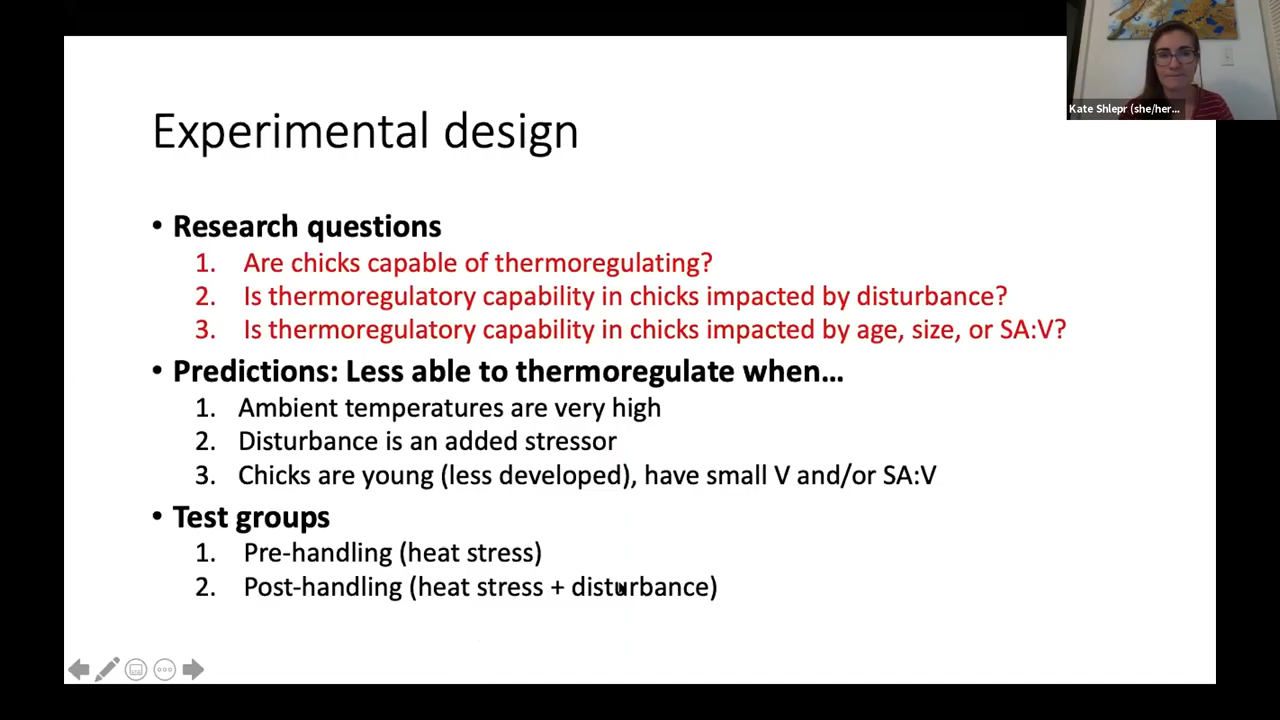 Kate Shlepr (she/her...
Experimental design
• Research questions
1. Are chicks capable of thermoregulating?
2. Is thermoregulatory capability in chicks impacted by disturbance?
3. Is thermoregulatory capability in chicks impacted by age, size, or SA:V?
• Predictions: Less able to thermoregulate when...
1. Ambient temperatures are very high
2. Disturbance is an added stressor
3. Chicks are young (less developed), have small V and/or SA:V
• Test groups
1. Pre-handling (heat stress)
2. Post-handling (heat stress + disturbance)